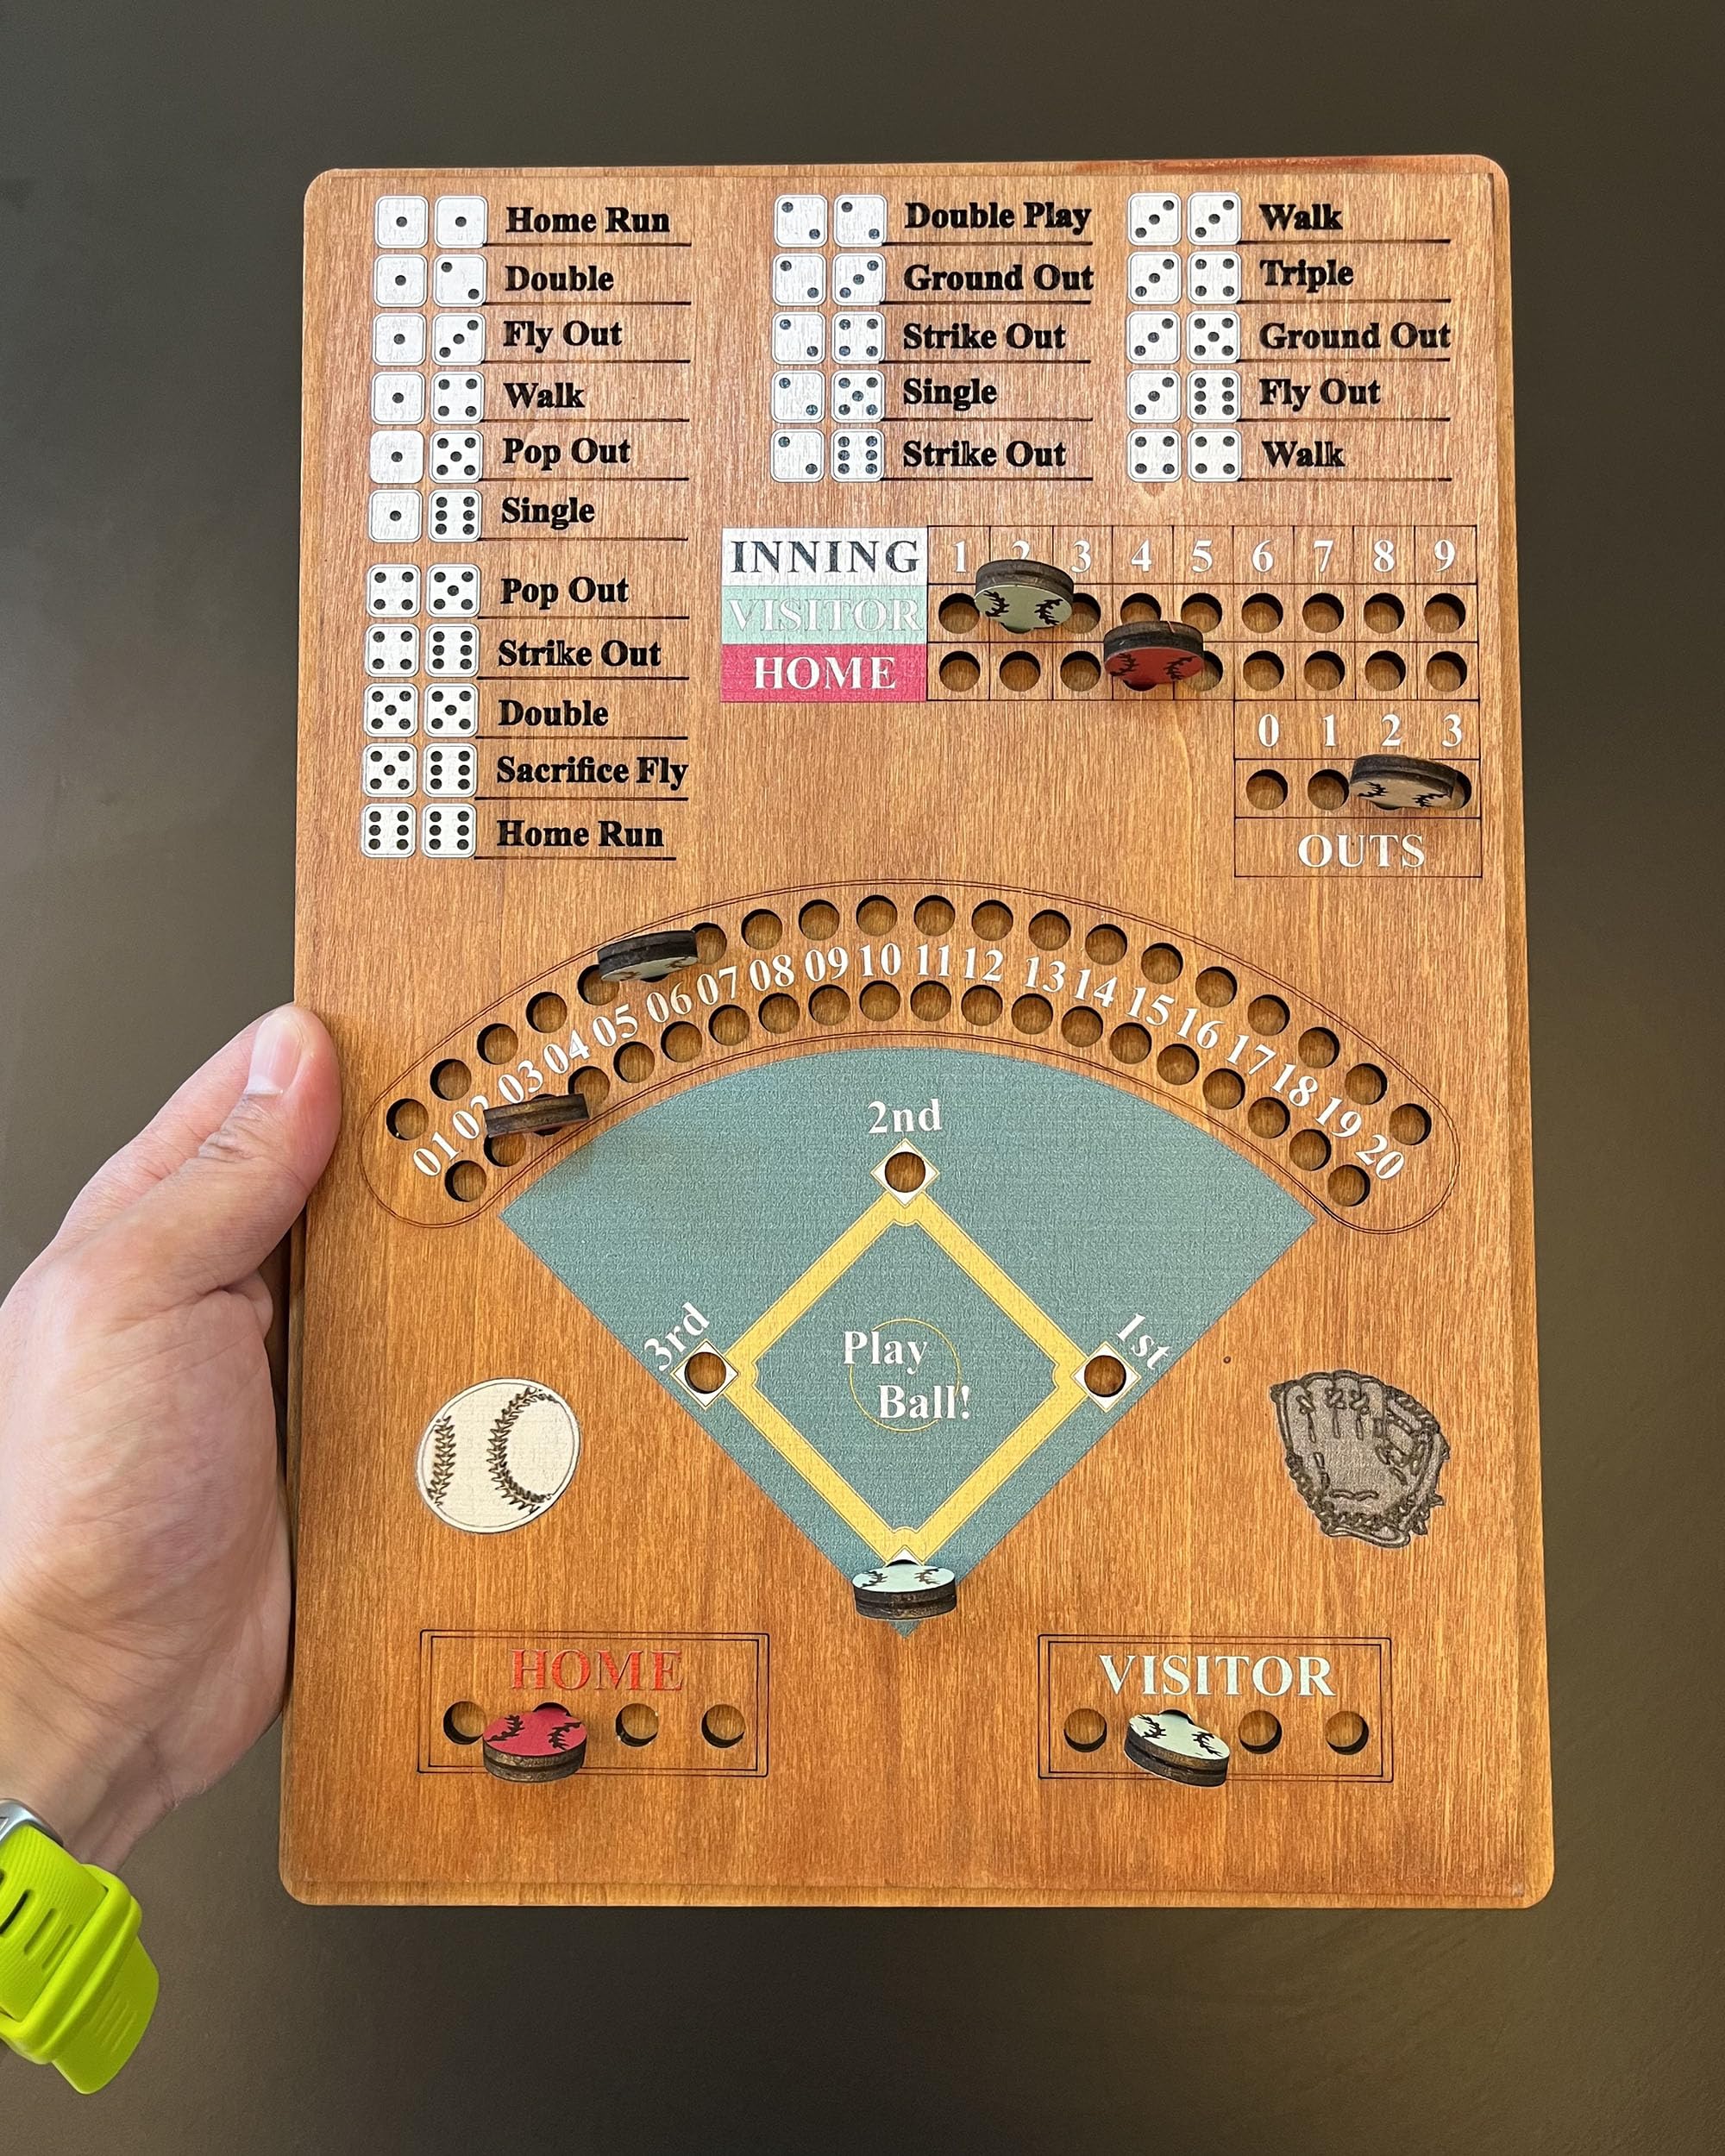 Home Run
Double
Fly Out
Walk
Pop Out
Single
Pop Out
Strike Out
Double
Sacrifice Fly
Home Run
Double Play
Ground Out
Strike Out
Single
Strike Out
Walk
Triple
Ground Out
Fly Out
Walk
INNING 1 2 3 4 5 6 7 8 9
VISITOR
HOME
0 1 2 3
OUTS
01 02 03 04 05 06 07 08 09 10 11 12 13 14 15 16 17 18 19 20
2nd
3rd
1st
Play
Ball!
HOME
VISITOR